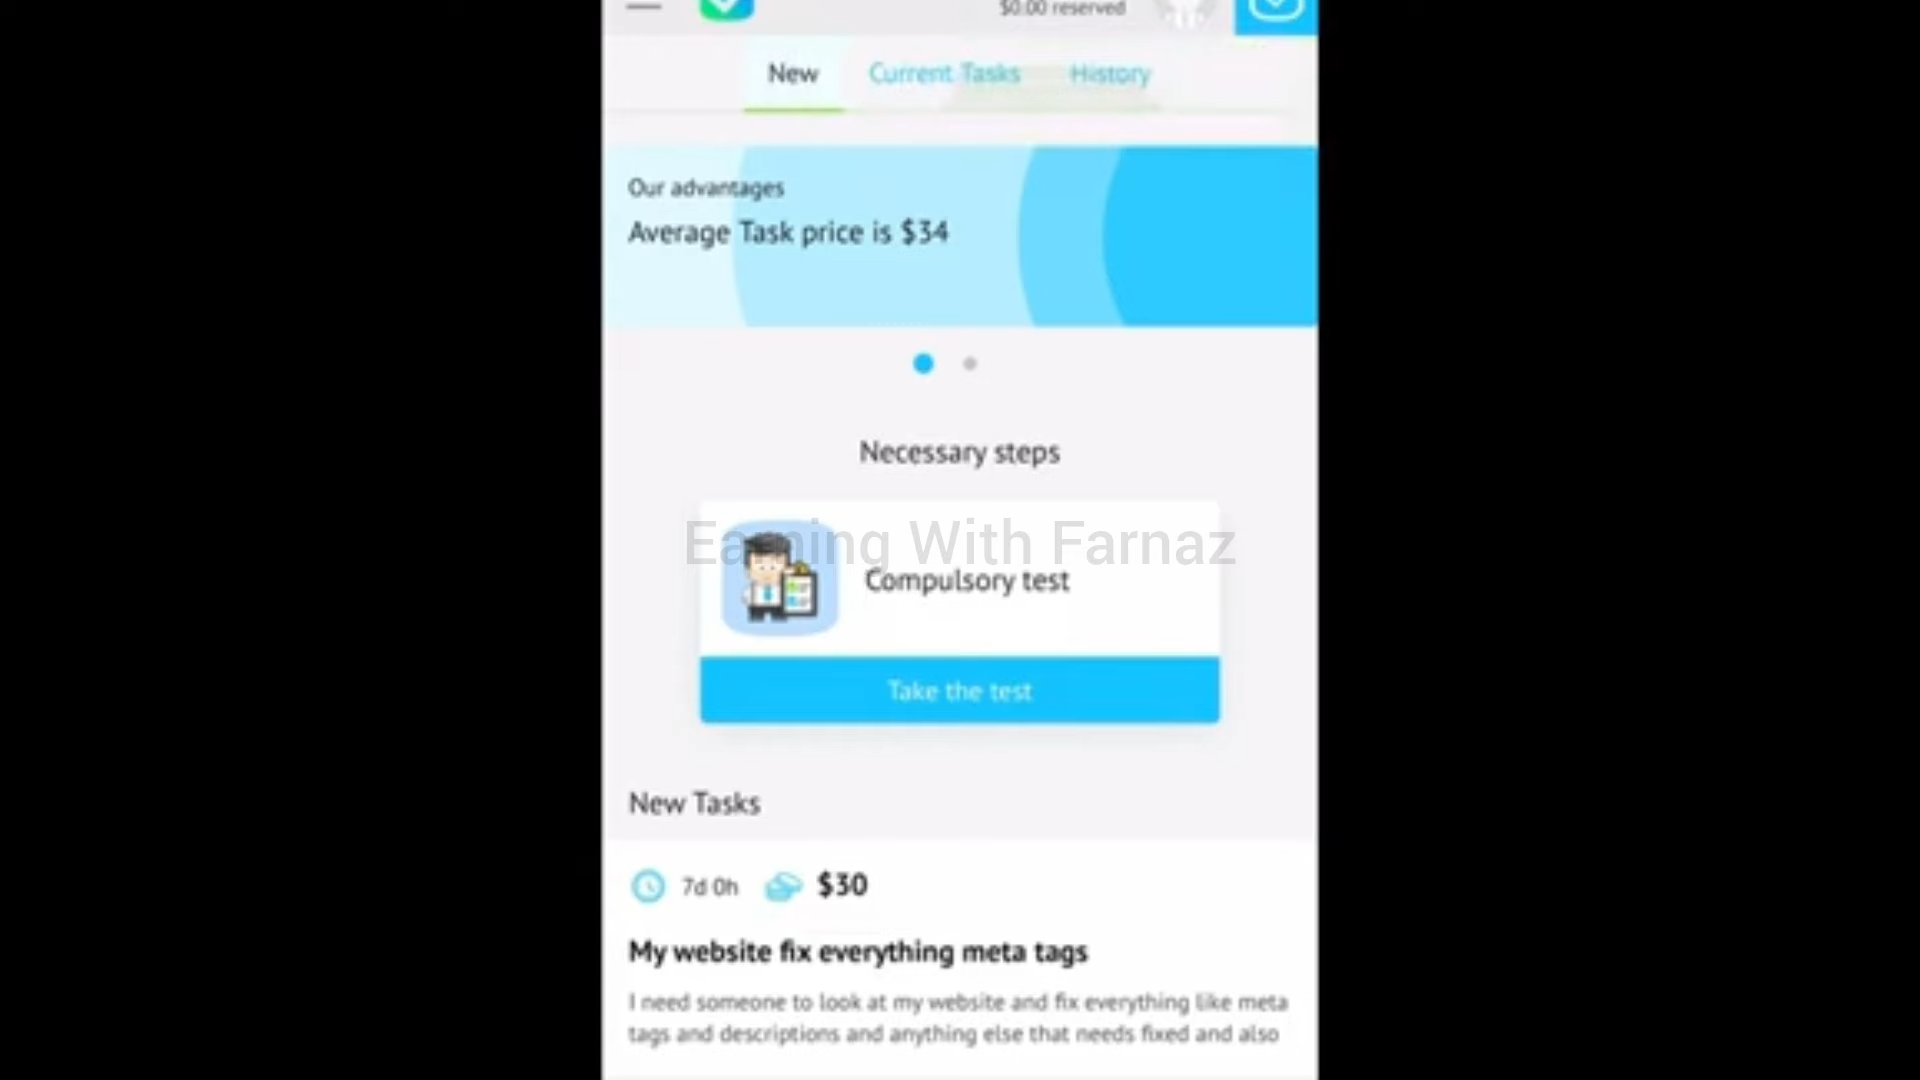 $0.00 reserved
New Current Tasks History
Our advantages
Average Task price is $34
Necessary steps
Earning With Farnaz
Compulsory test
Take the test
New Tasks
7d 0h $30
My website fix everything meta tags
I need someone to look at my website and fix everything like meta
tags and descriptions and anything else that needs fixed and also